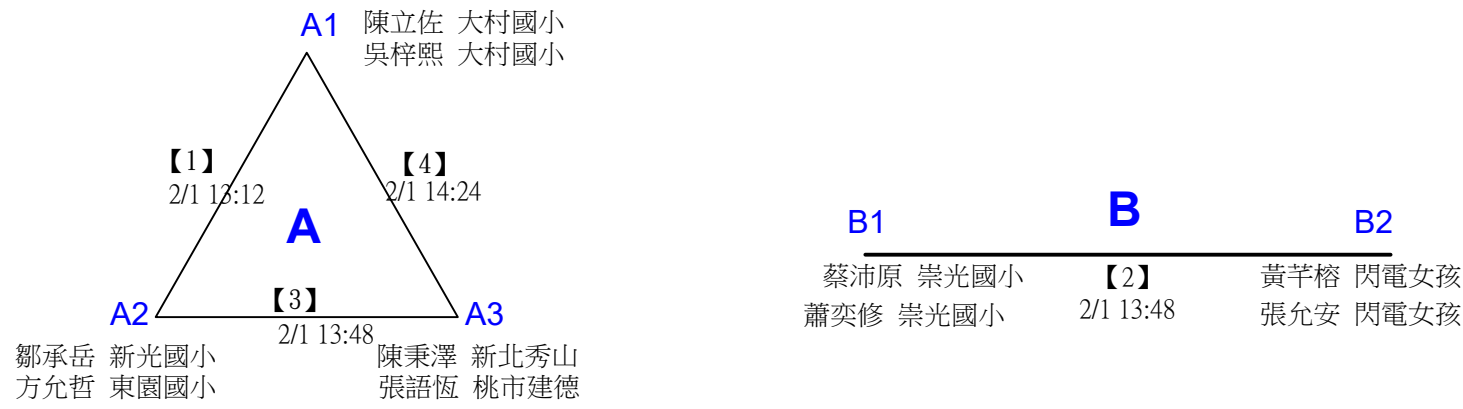 A1
陳立佐 大村國小
吳梓熙 大村國小
【1】
2/1 13:12
【4】
2/1 14:24
A
【3】
2/1 13:48
A2
鄒承岳 新光國小
方允哲 東園國小
A3
陳秉澤 新北秀山
張語恆 桃市建德
B
B1
蔡沛原 崇光國小
蕭奕修 崇光國小
【2】
2/1 13:48
B2
黃芊榕 閃電女孩
張允安 閃電女孩